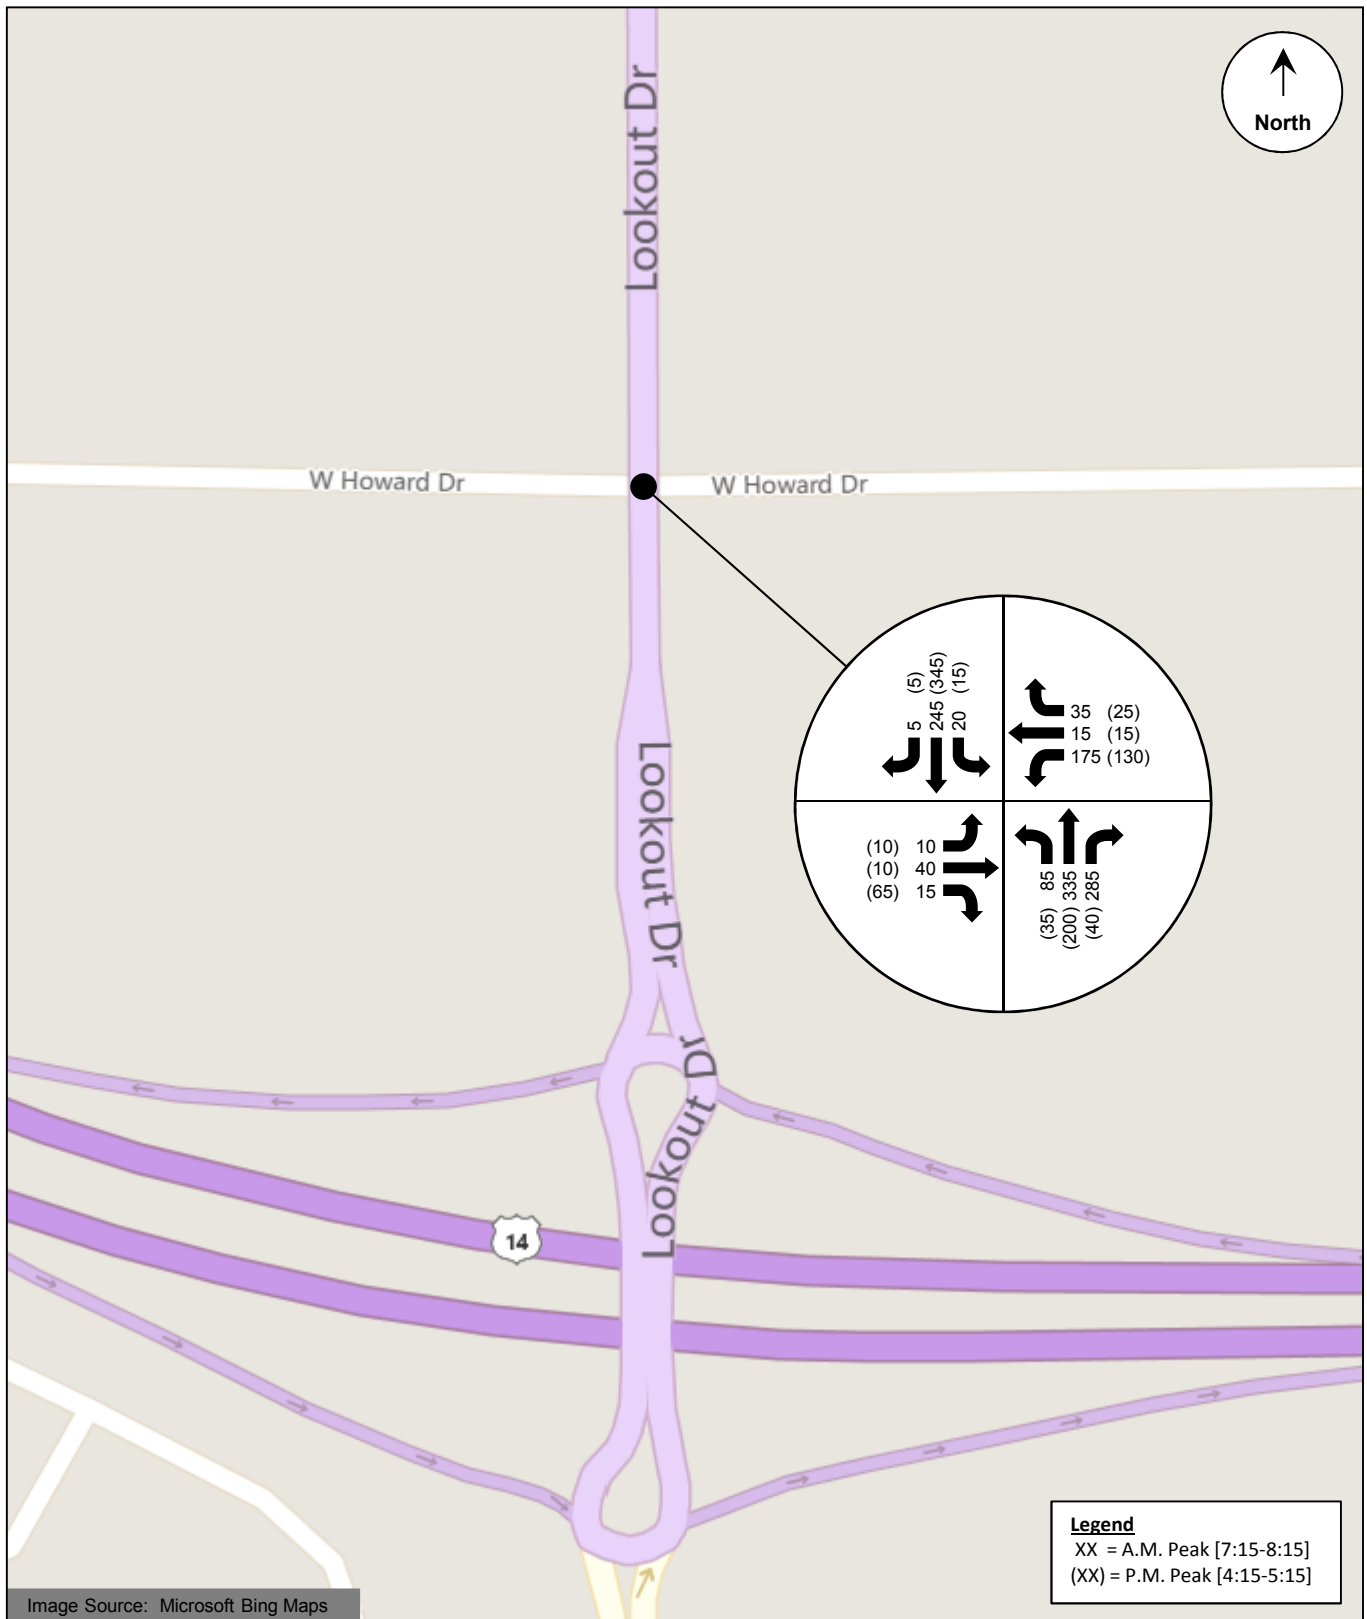 Lookout Dr
North
W Howard Dr
W Howard Dr
5 (5)
245 (345)
20 (15)
35 (25)
15 (15)
175 (130)
Lookout Dr
(10) 10
(10) 40
(65) 15
(35) 85
(200) 335
(40) 285
Lookout Dr
14
Legend
XX = A.M. Peak [7:15-8:15]
(XX) = P.M. Peak [4:15-5:15]
Image Source: Microsoft Bing Maps